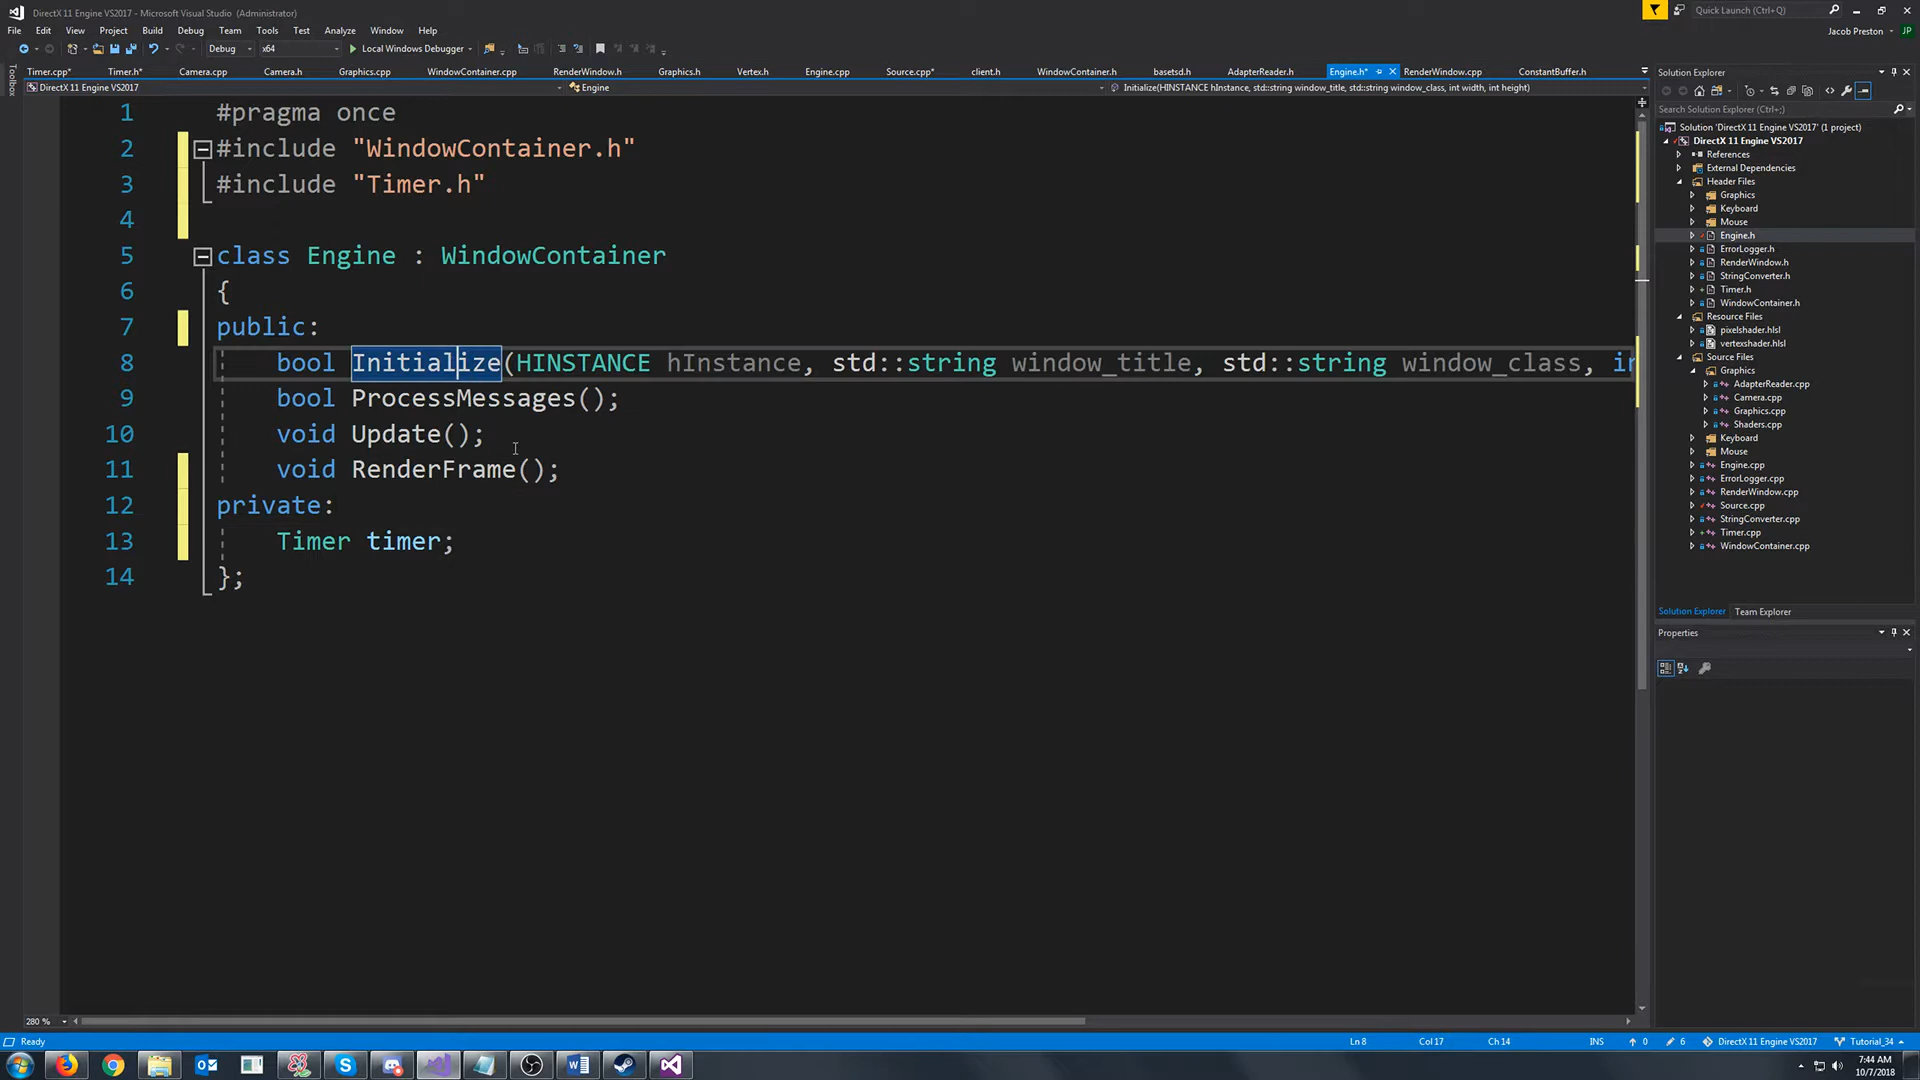 DirectX 11 Engine VS2017 - Microsoft Visual Studio (Administrator)
Quick Launch (Ctrl+Q)
File Edit View Project Build Debug Team Tools Test Analyze Window Help
Jacob Preston JP
Debug x64 Local Windows Debugger
Toolbox
Timer.cpp* Timer.h* Camera.cpp Camera.h Graphics.cpp WindowContainer.cpp RenderWindow.h Graphics.h Vertex.h Engine.cpp Source.cpp* client.h WindowContainer.h basetsd.h AdapterReader.h Engine.h* RenderWindow.cpp ConstantBuffer.h
DirectX 11 Engine VS2017 Engine Initialize(HINSTANCE hInstance, std::string window_title, std::string window_class, int width, int height)
1 #pragma once
2 #include "WindowContainer.h"
3 #include "Timer.h"
4
5 class Engine : WindowContainer
6 {
7 public:
8 bool Initialize(HINSTANCE hInstance, std::string window_title, std::string window_class, in
9 bool ProcessMessages();
10 void Update();
11 void RenderFrame();
12 private:
13 Timer timer;
14 };
Solution Explorer
Search Solution Explorer (Ctrl+;)
Solution 'DirectX 11 Engine VS2017' (1 project)
DirectX 11 Engine VS2017
References
External Dependencies
Header Files
Graphics
Keyboard
Mouse
Engine.h
ErrorLogger.h
RenderWindow.h
StringConverter.h
Timer.h
WindowContainer.h
Resource Files
pixelshader.hlsl
vertexshader.hlsl
Source Files
Graphics
AdapterReader.cpp
Camera.cpp
Graphics.cpp
Shaders.cpp
Keyboard
Mouse
Engine.cpp
ErrorLogger.cpp
RenderWindow.cpp
Source.cpp
StringConverter.cpp
Timer.cpp
WindowContainer.cpp
Solution Explorer Team Explorer
Properties
280 %
Ready Ln 8 Col 17 Ch 14 INS 0 6 DirectX 11 Engine VS2017 Tutorial_34
7:44 AM
10/7/2018